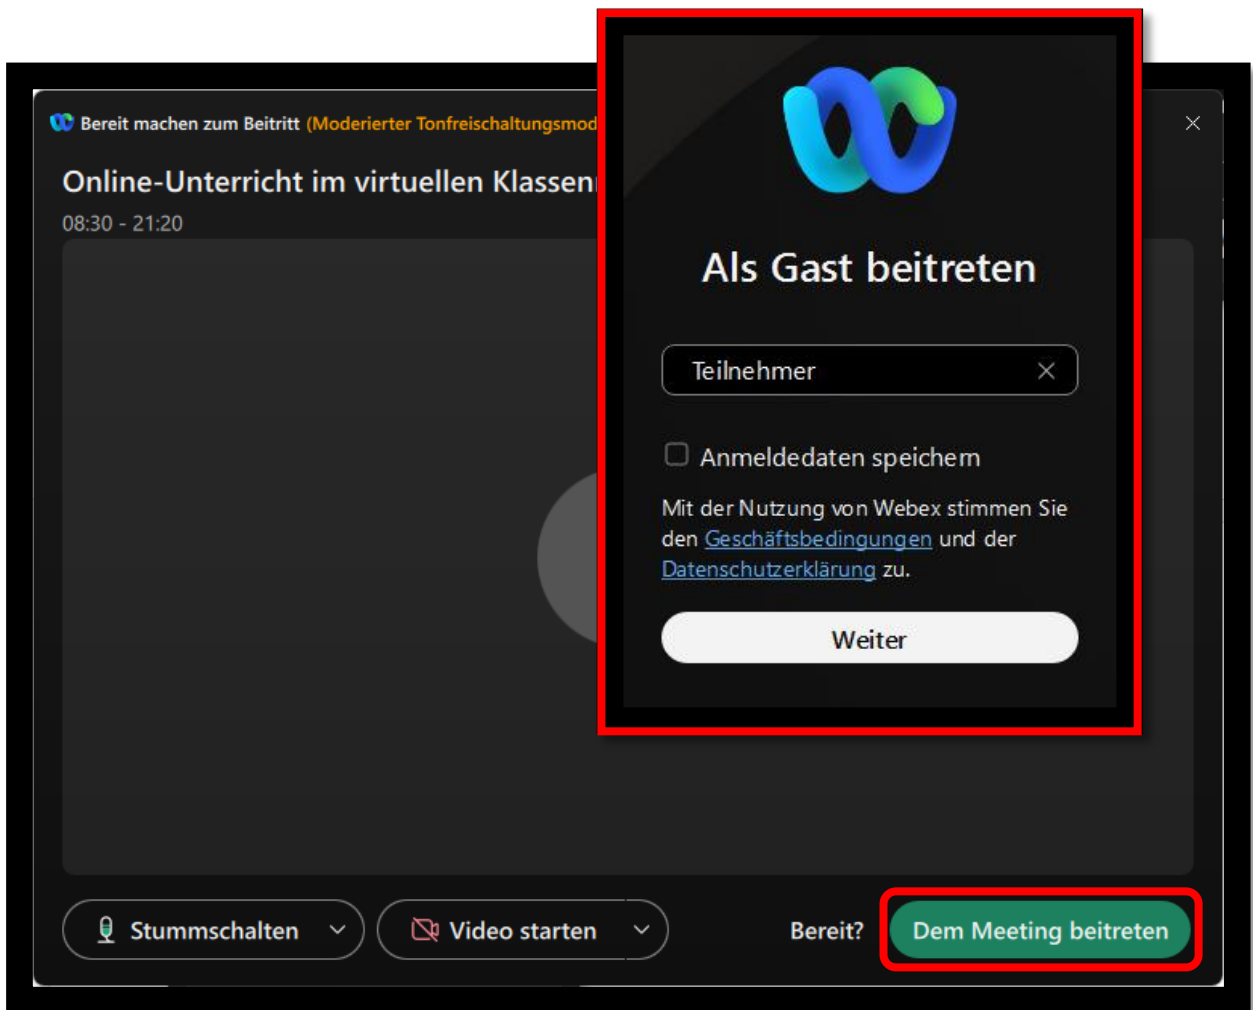 Bereit machen zum Beitritt (Moderierter Tonfreischaltungsmod
Online-Unterricht im virtuellen Klassen
08:30 - 21:20
Als Gast beitreten
Teilnehmer
Anmeldedaten speichern
Mit der Nutzung von Webex stimmen Sie
den Geschäftsbedingungen und der
Datenschutzerklärung zu.
Weiter
Stummschalten
Video starten
Bereit?
Dem Meeting beitreten